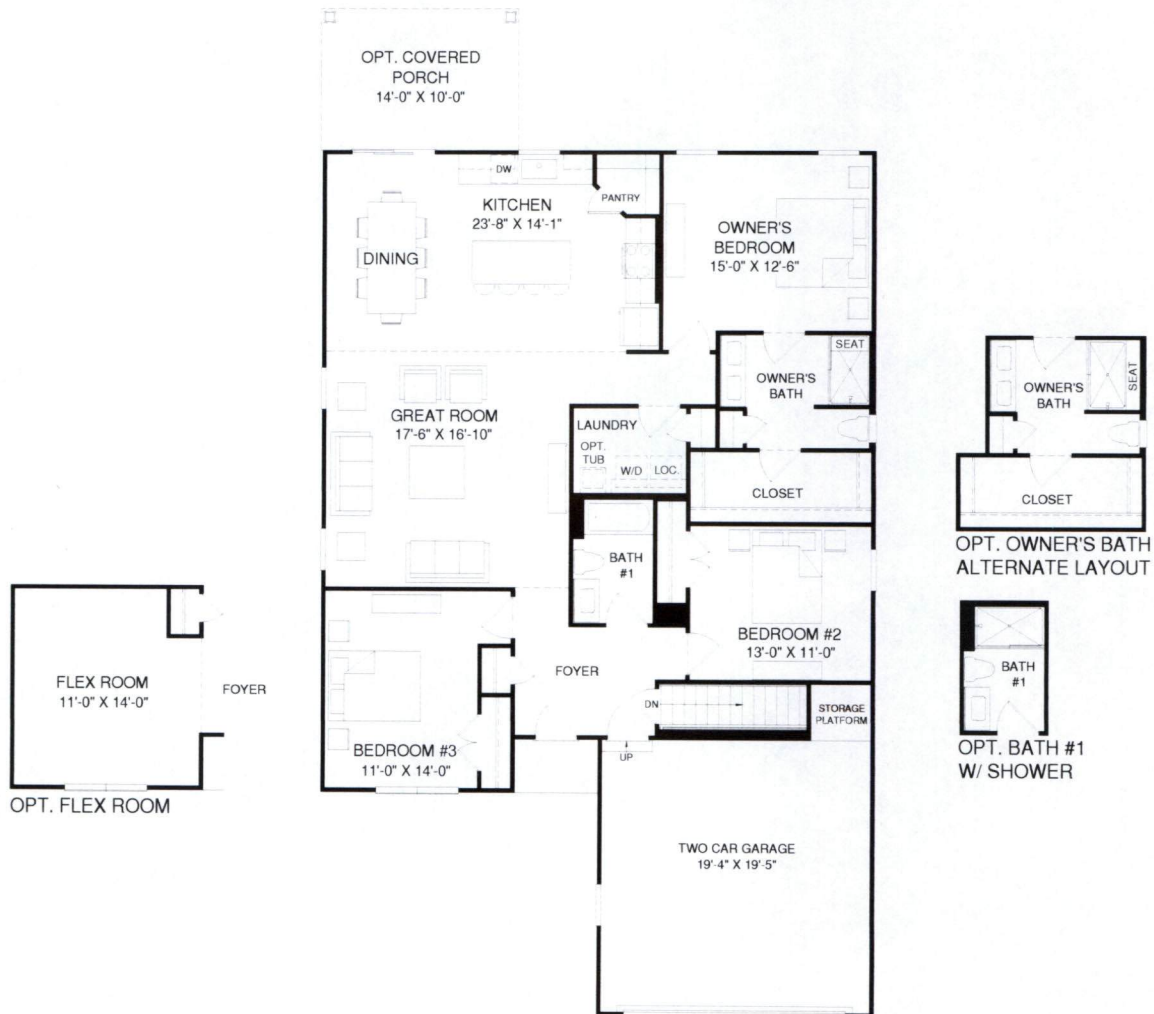 OPT. COVERED
PORCH
14'-0" X 10'-0"
DW
PANTRY
KITCHEN
23'-8" X 14'-1"
DINING
OWNER'S
BEDROOM
15'-0" X 12'-6"
SEAT
OWNER'S
BATH
GREAT ROOM
17'-6" X 16'-10"
LAUNDRY
OPT.
TUB
W/D LOC.
CLOSET
BATH
#1
BEDROOM #2
13'-0" X 11'-0"
FOYER
DN
STORAGE
PLATFORM
UP
BEDROOM #3
11'-0" X 14'-0"
TWO CAR GARAGE
19'-4" X 19'-5"
FLEX ROOM
11'-0" X 14'-0"
FOYER
OPT. FLEX ROOM
OWNER'S
BATH
SEAT
CLOSET
OPT. OWNER'S BATH
ALTERNATE LAYOUT
BATH
#1
OPT. BATH #1
W/ SHOWER